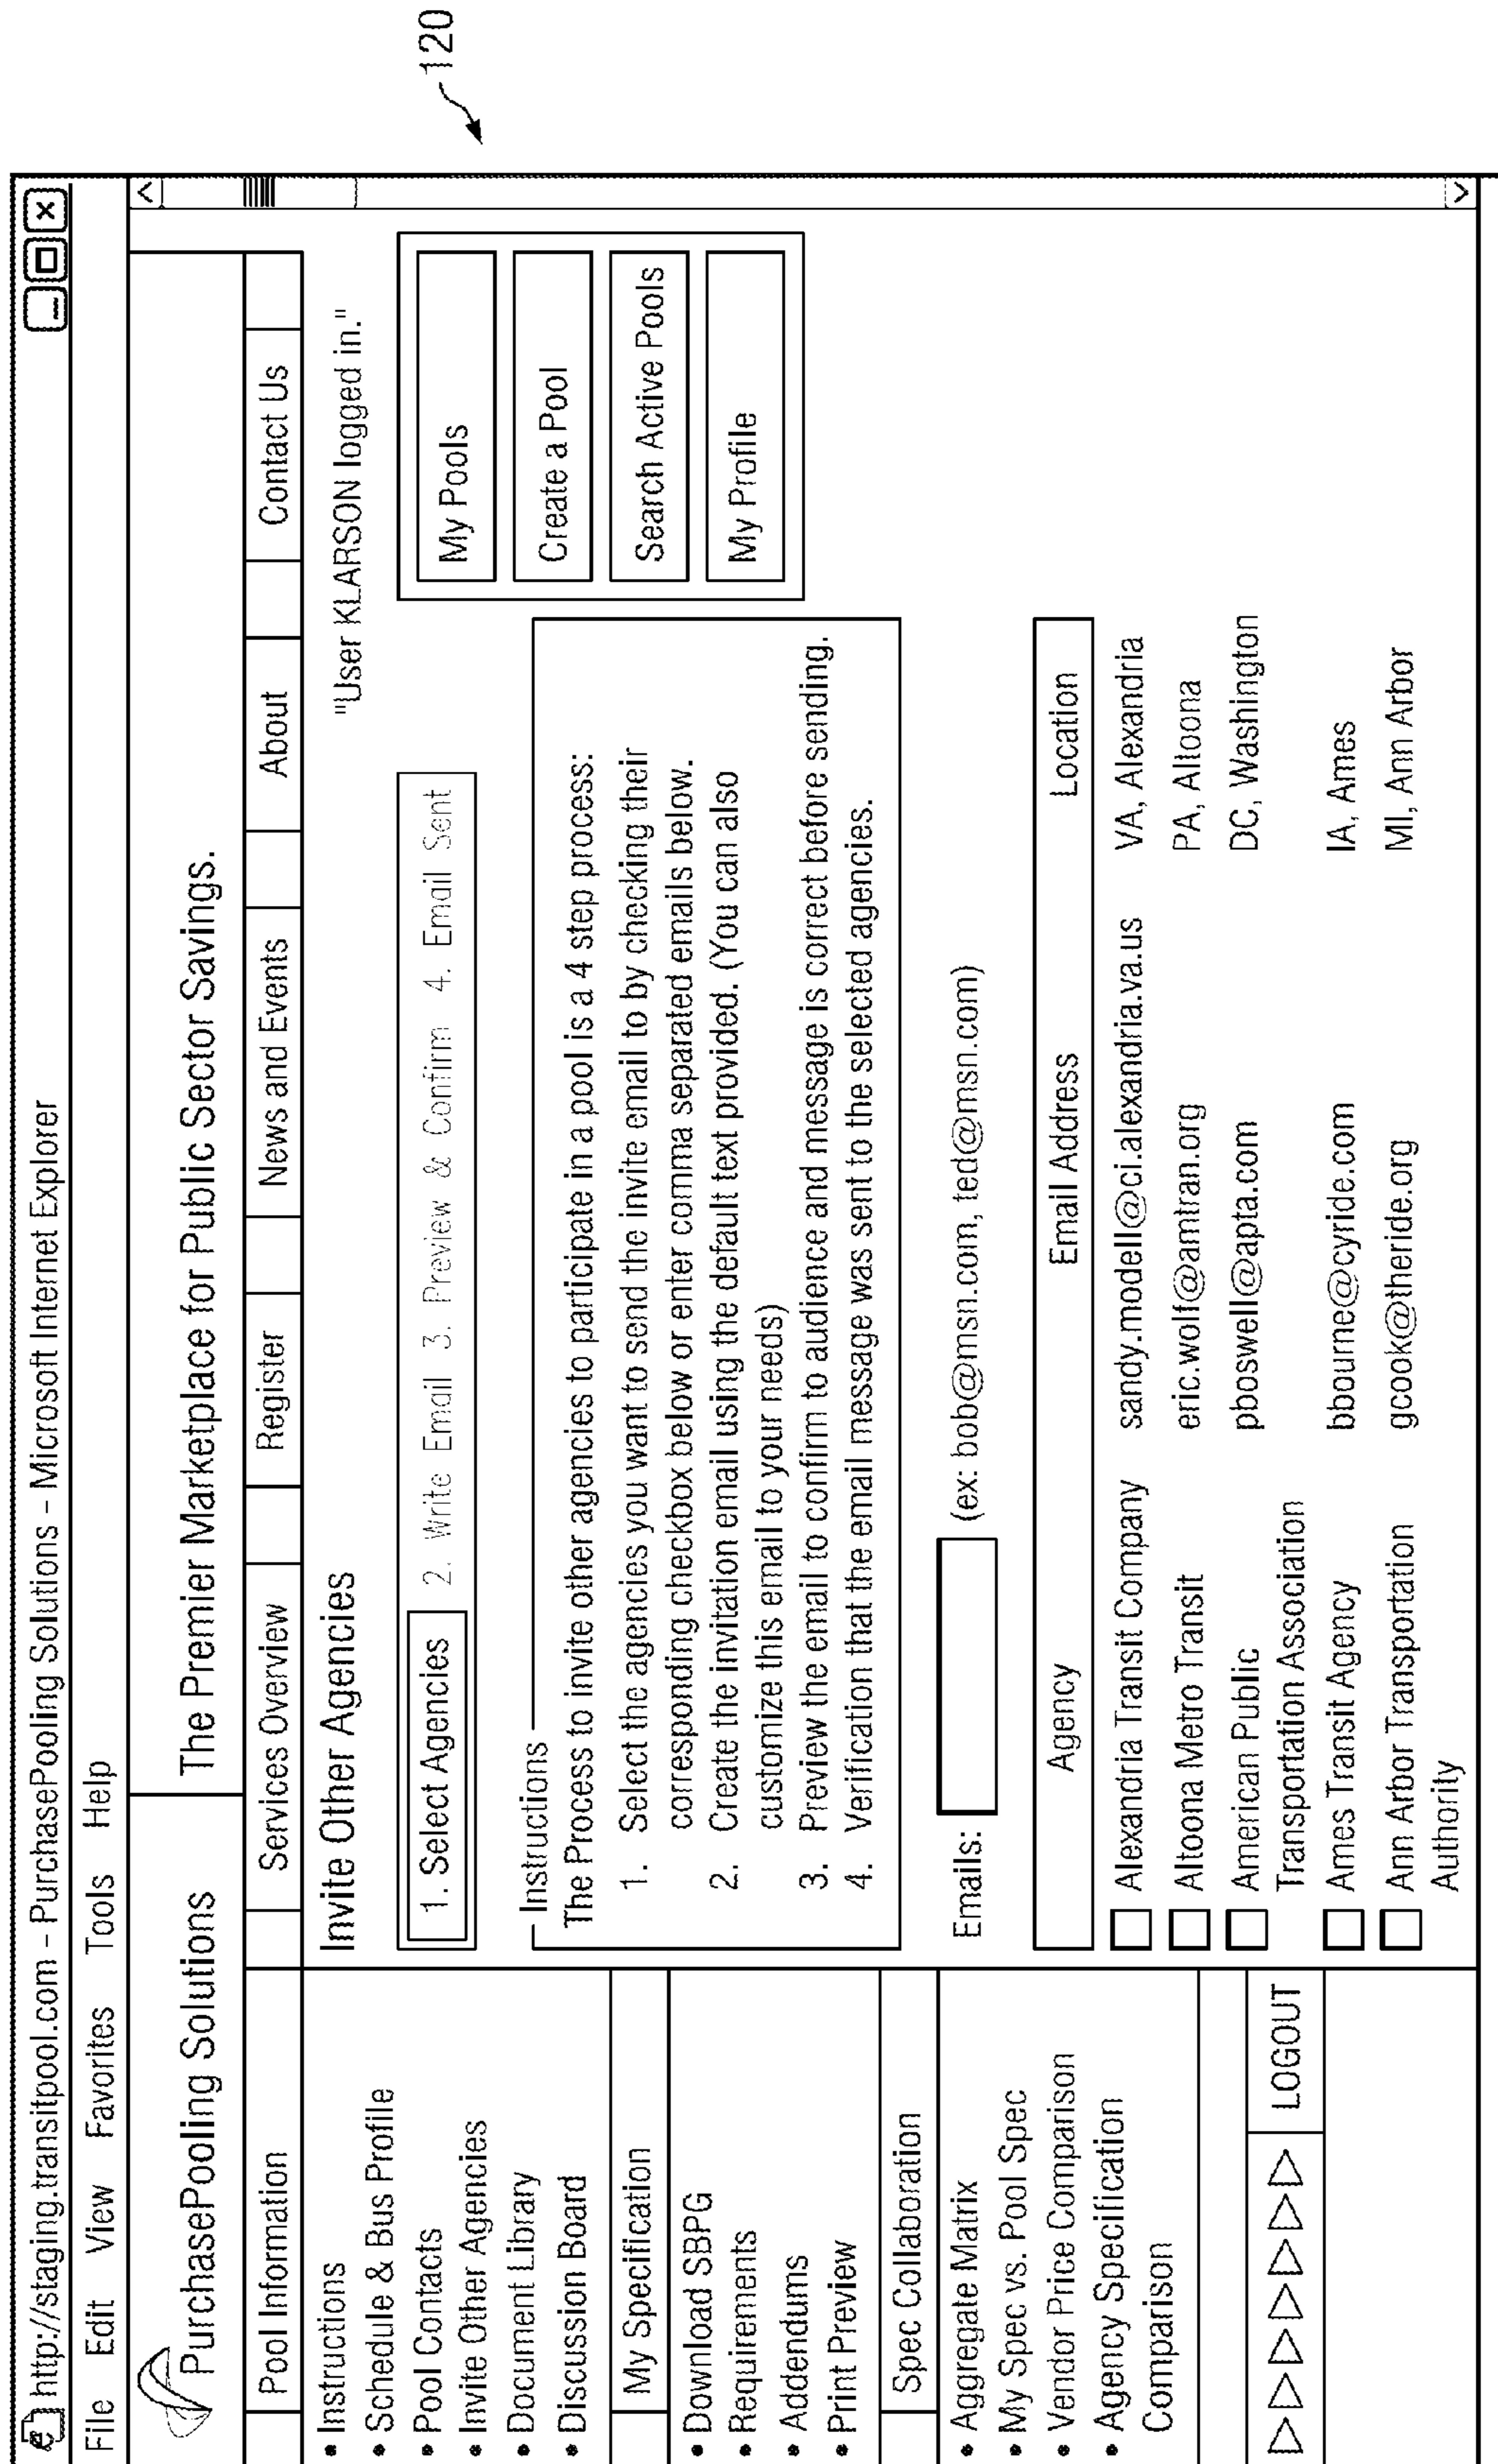 120
http://staging.transitpool.com – PurchasePooling Solutions – Microsoft Internet Explorer
File Edit View Favorites Tools Help
PurchasePooling Solutions
The Premier Marketplace for Public Sector Savings.
Pool Information
Services Overview
Register
News and Events
About
Contact Us
• Instructions
• Schedule & Bus Profile
• Pool Contacts
• Invite Other Agencies
• Document Library
• Discussion Board
My Specification
• Download SBPG
• Requirements
• Addendums
• Print Preview
Spec Collaboration
• Aggregate Matrix
• My Spec vs. Pool Spec
• Vendor Price Comparison
• Agency Specification
Comparison
LOGOUT
Invite Other Agencies
"User KLARSON logged in."
1. Select Agencies 2. Write Email 3. Preview & Confirm 4. Email Sent
My Pools
Create a Pool
Search Active Pools
My Profile
Instructions
The Process to invite other agencies to participate in a pool is a 4 step process:
1. Select the agencies you want to send the invite email to by checking their
corresponding checkbox below or enter comma separated emails below.
2. Create the invitation email using the default text provided. (You can also
customize this email to your needs)
3. Preview the email to confirm to audience and message is correct before sending.
4. Verification that the email message was sent to the selected agencies.
Emails: (ex: bob@msn.com, ted@msn.com)
Agency Email Address Location
Alexandria Transit Company sandy.modell@ci.alexandria.va.us VA, Alexandria
Altoona Metro Transit eric.wolf@amtran.org PA, Altoona
American Public pboswell@apta.com DC, Washington
Transportation Association
Ames Transit Agency bbourne@cyride.com IA, Ames
Ann Arbor Transportation gcook@theride.org MI, Ann Arbor
Authority